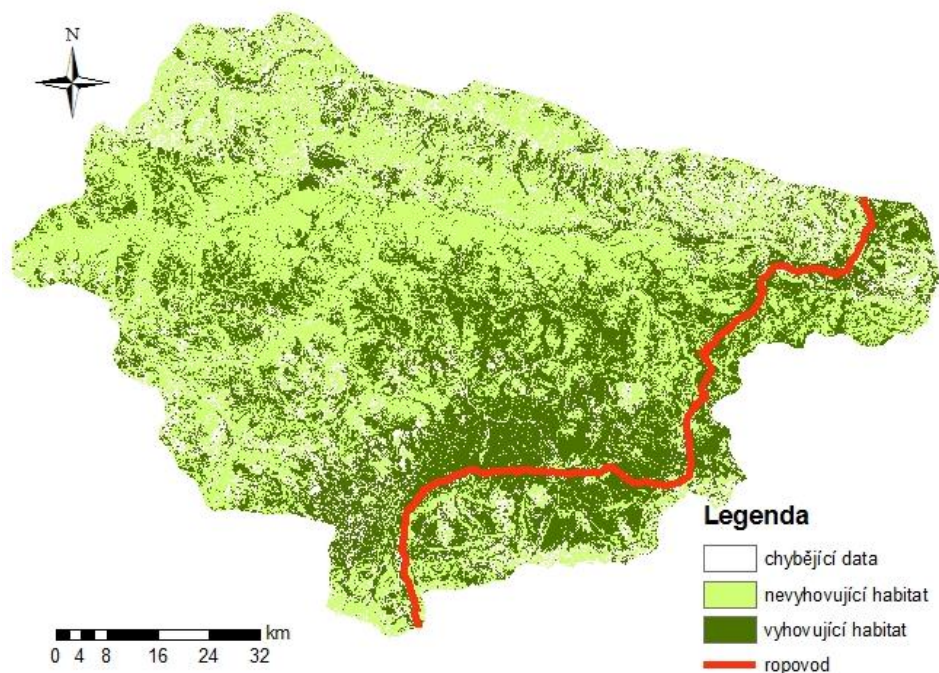 N
Legenda
chybějící data
nevyhovující habitat
vyhovující habitat
ropovod
km
0 4 8 16 24 32